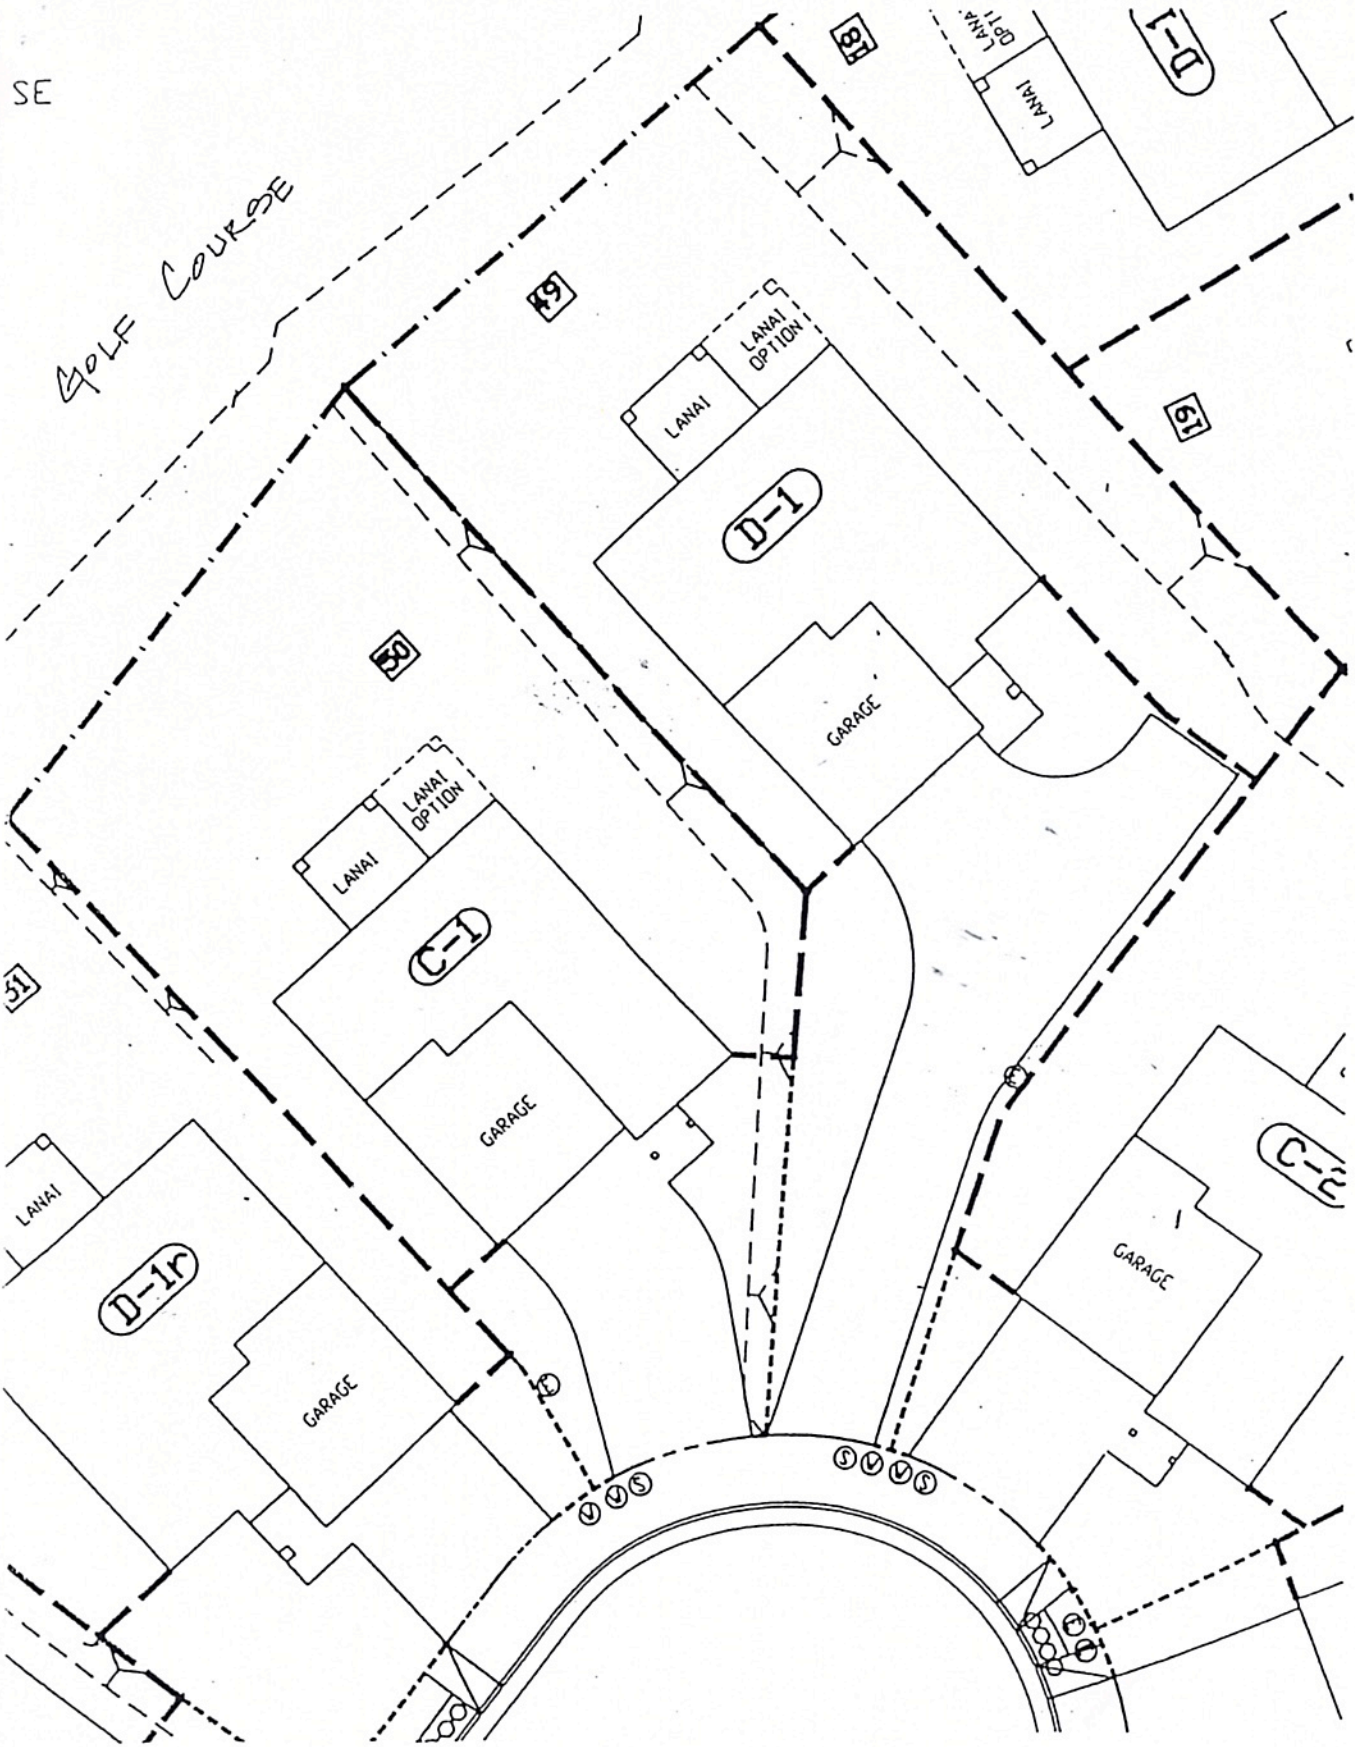 SE
18
LANAI
OPTI
D-1
LANAI
GOLF COURSE
49
LANAI
OPTION
LANAI
19
D-1
50
GARAGE
LANAI
OPTION
LANAI
C-1
51
GARAGE
LANAI
C-2
D-1r
GARAGE
GARAGE
E
E
S V V S
V V S
E